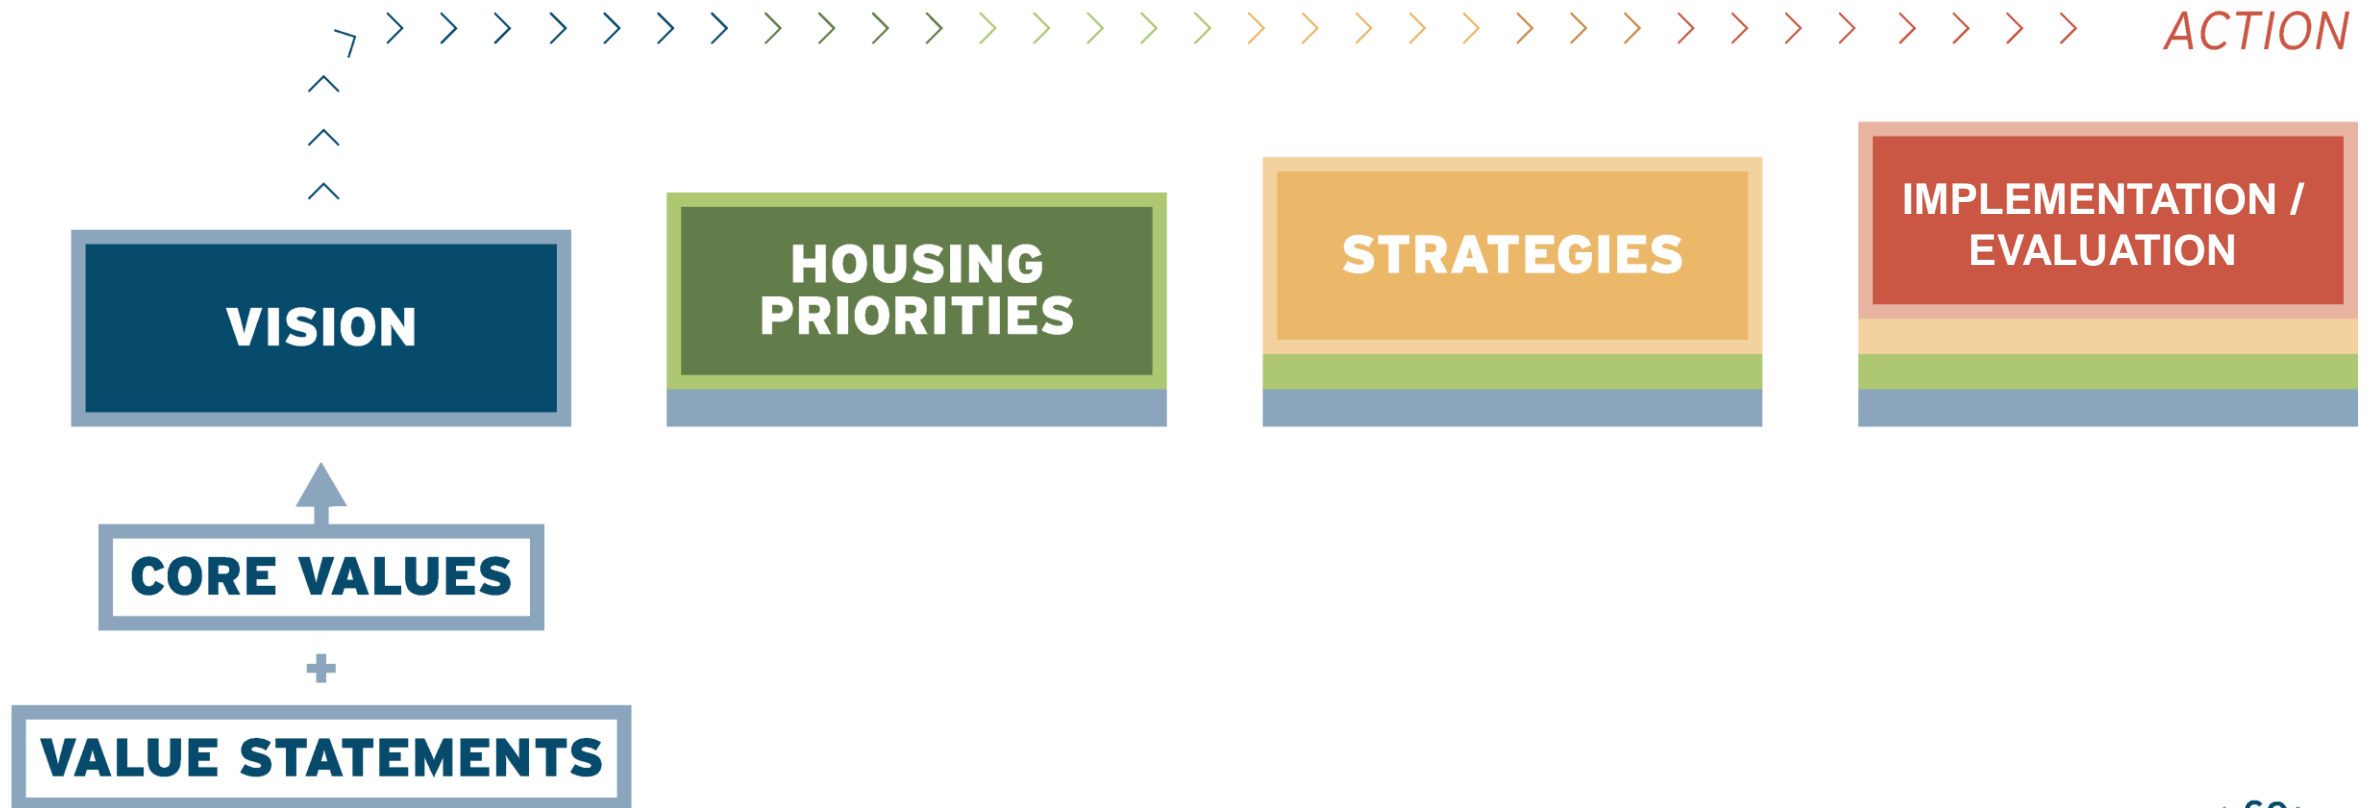 ACTION
VISION
HOUSING
PRIORITIES
STRATEGIES
IMPLEMENTATION /
EVALUATION
CORE VALUES
+
VALUE STATEMENTS